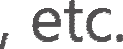 , etc.